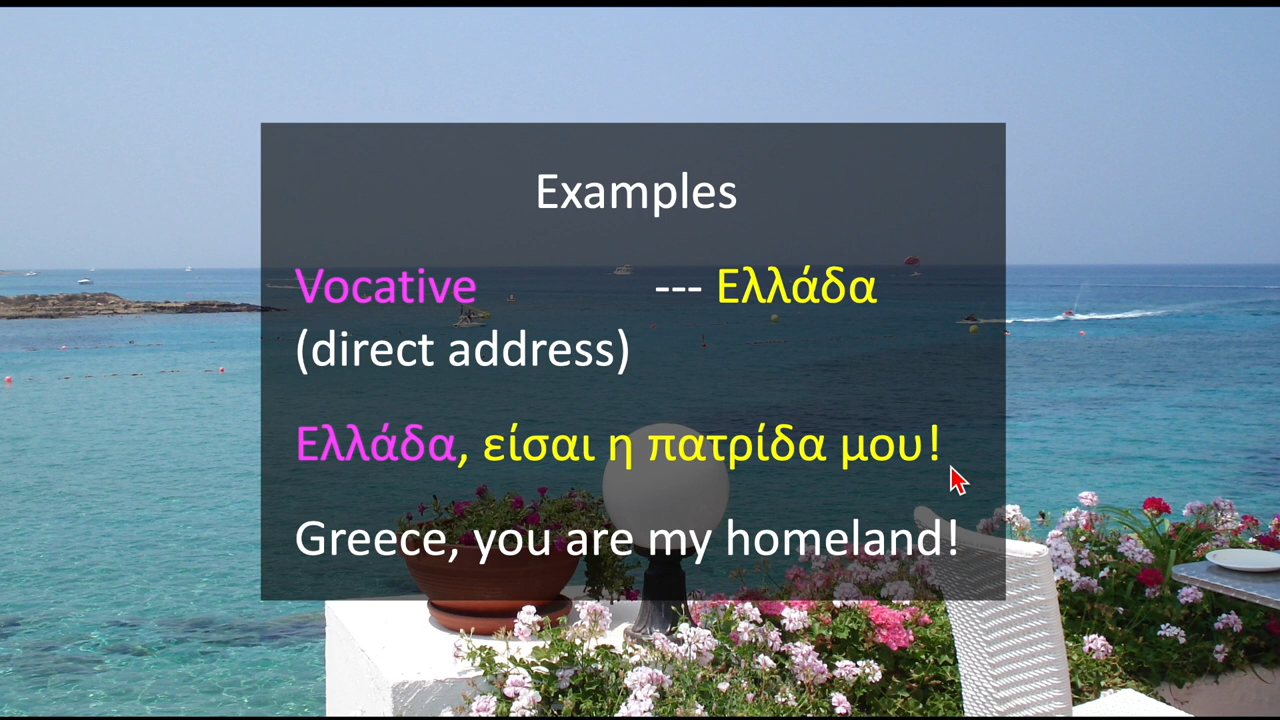 Examples
Vocative --- Ελλάδα
(direct address)
Ελλάδα, είσαι η πατρίδα μου!
Greece, you are my homeland!